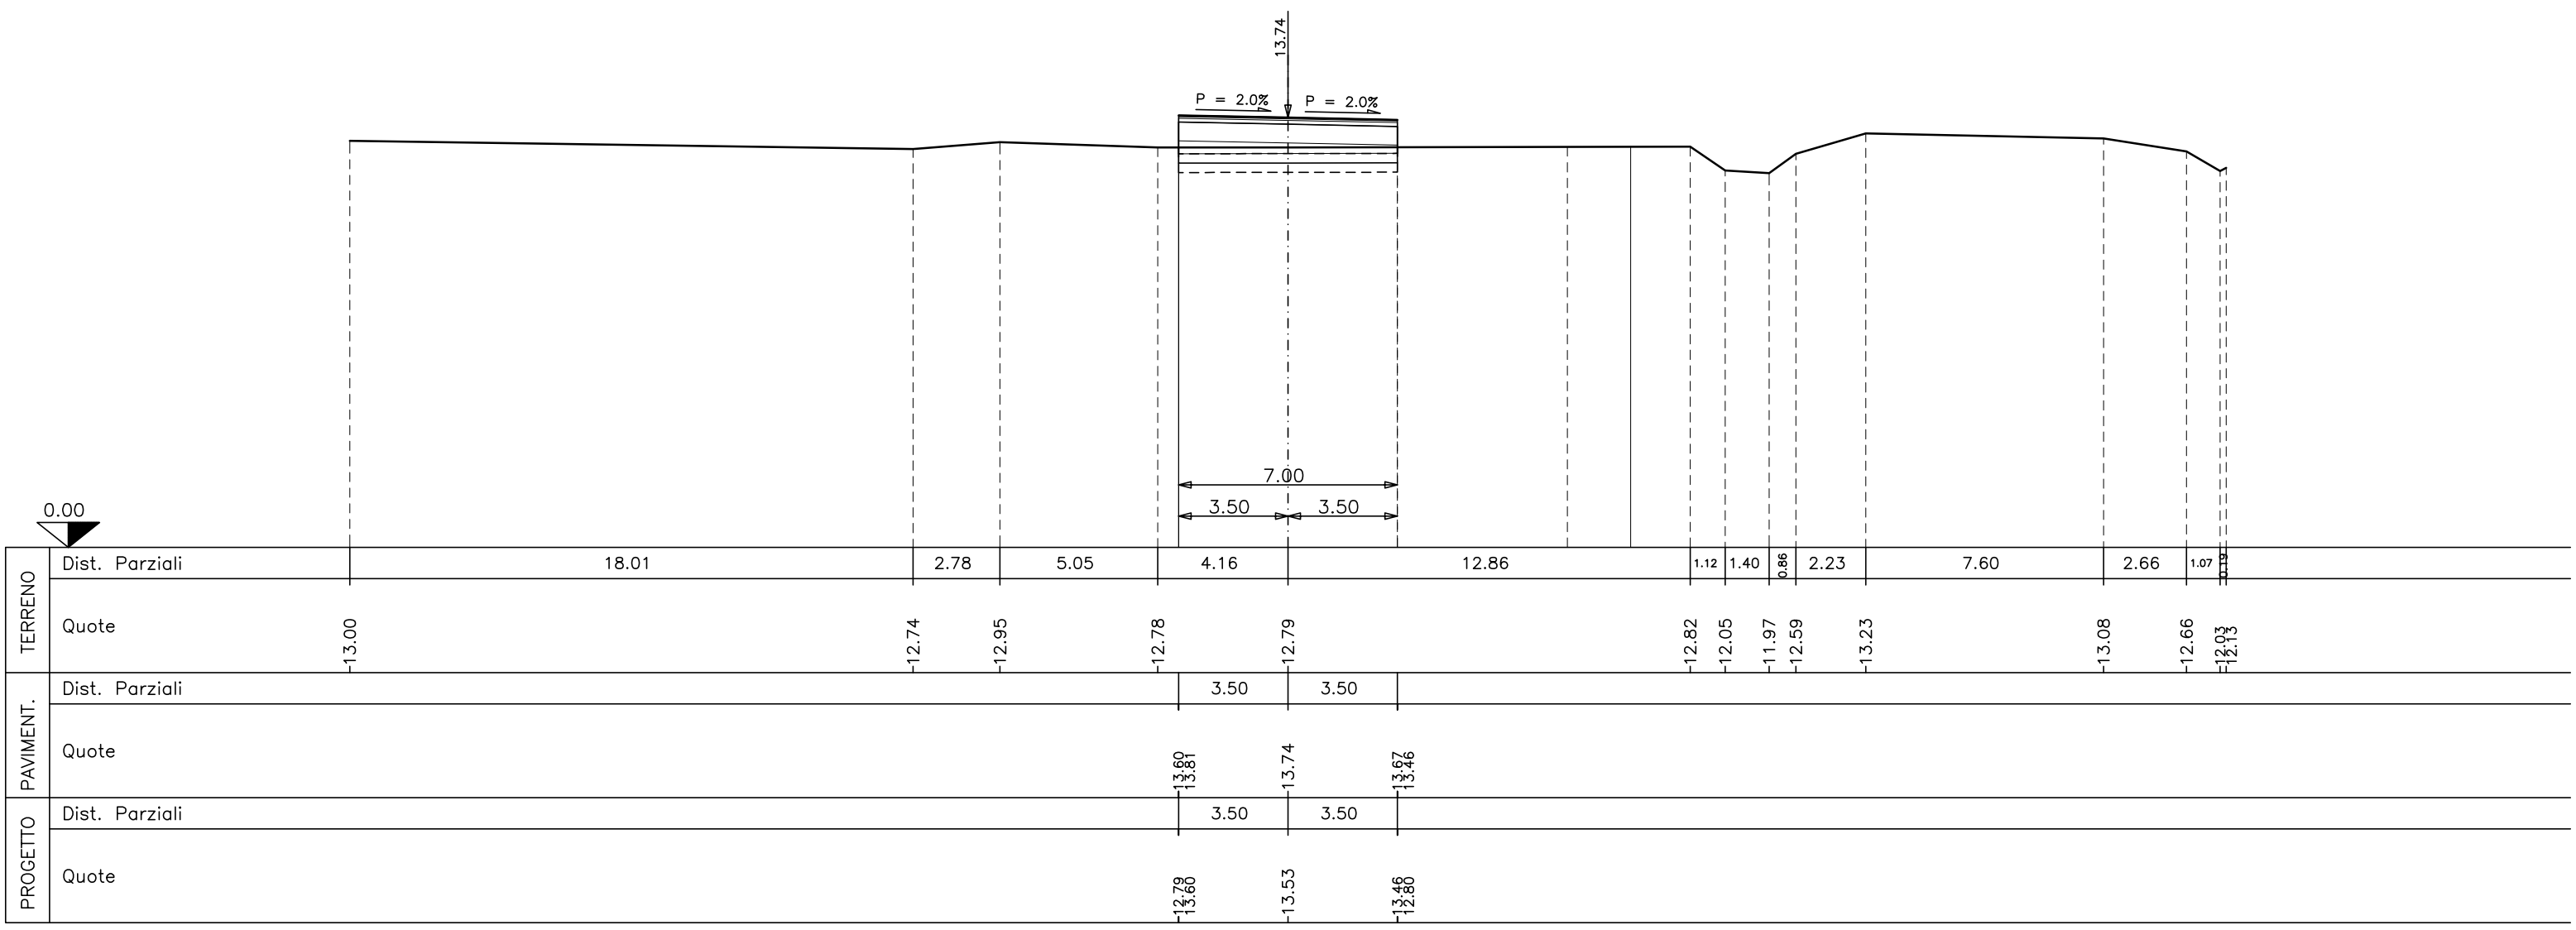 13.74
P = 2.0% P = 2.0%
7.00
3.50 3.50
0.00
TERRENO
Dist. Parziali 18.01 2.78 5.05 4.16 12.86 1.12 1.40 0.86 2.23 7.60 2.66 1.07 0.19
Quote 13.00 12.74 12.95 12.78 12.79 12.82 12.05 11.97 12.59 13.23 13.08 12.66 12.03 12.13
PAVIMENT.
Dist. Parziali 3.50 3.50
Quote 13.60 13.81 13.74 13.67 13.46
PROGETTO
Dist. Parziali 3.50 3.50
Quote 12.79 13.60 13.53 13.46 12.80